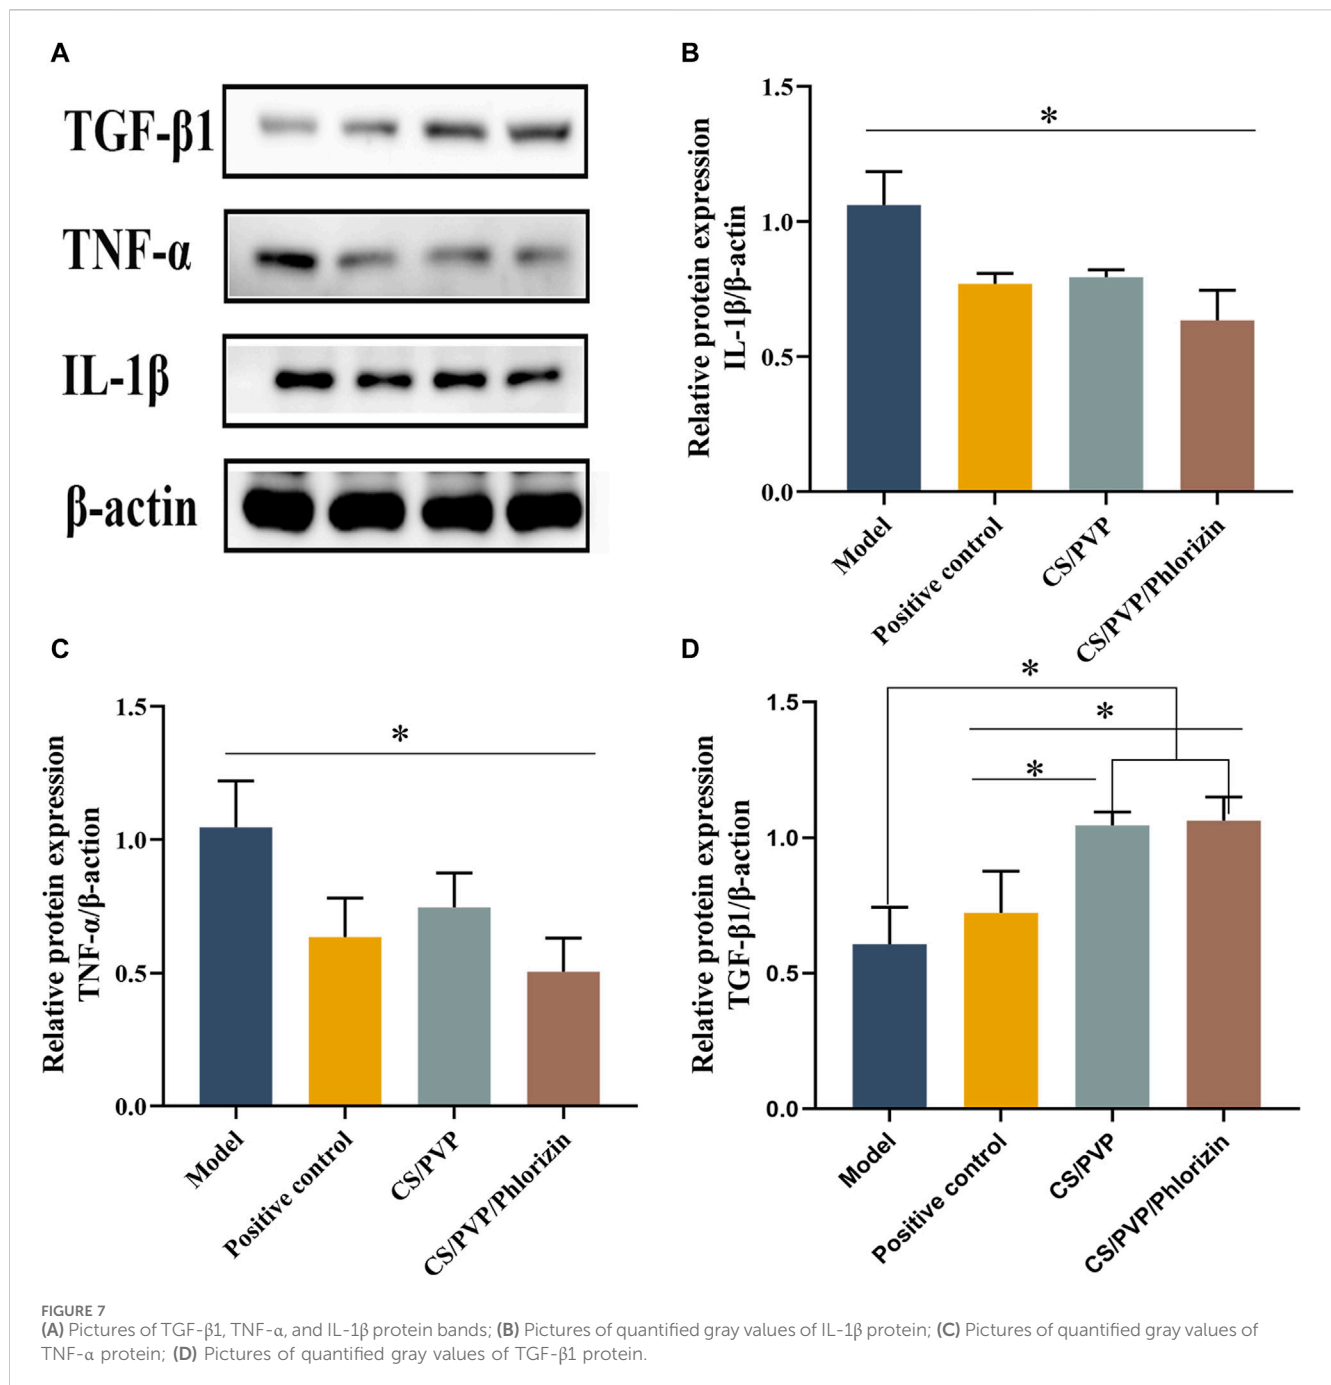 A
TGF-β1
TNF-α
IL-1β
β-actin
B
Relative protein expression
IL-1β/β-actin
1.5
1.0
0.5
0.0
*
Model
Positive control
CS/PVP
CS/PVP/Phlorizin
C
Relative protein expression
TNF-α/β-action
1.5
1.0
0.5
0.0
*
Model
Positive control
CS/PVP
CS/PVP/Phlorizin
D
Relative protein expression
TGF-β1/β-action
1.5
1.0
0.5
0.0
*
*
*
Model
Positive control
CS/PVP
CS/PVP/Phlorizin
FIGURE 7
(A) Pictures of TGF-β1, TNF-α, and IL-1β protein bands; (B) Pictures of quantified gray values of IL-1β protein; (C) Pictures of quantified gray values of
TNF-α protein; (D) Pictures of quantified gray values of TGF-β1 protein.